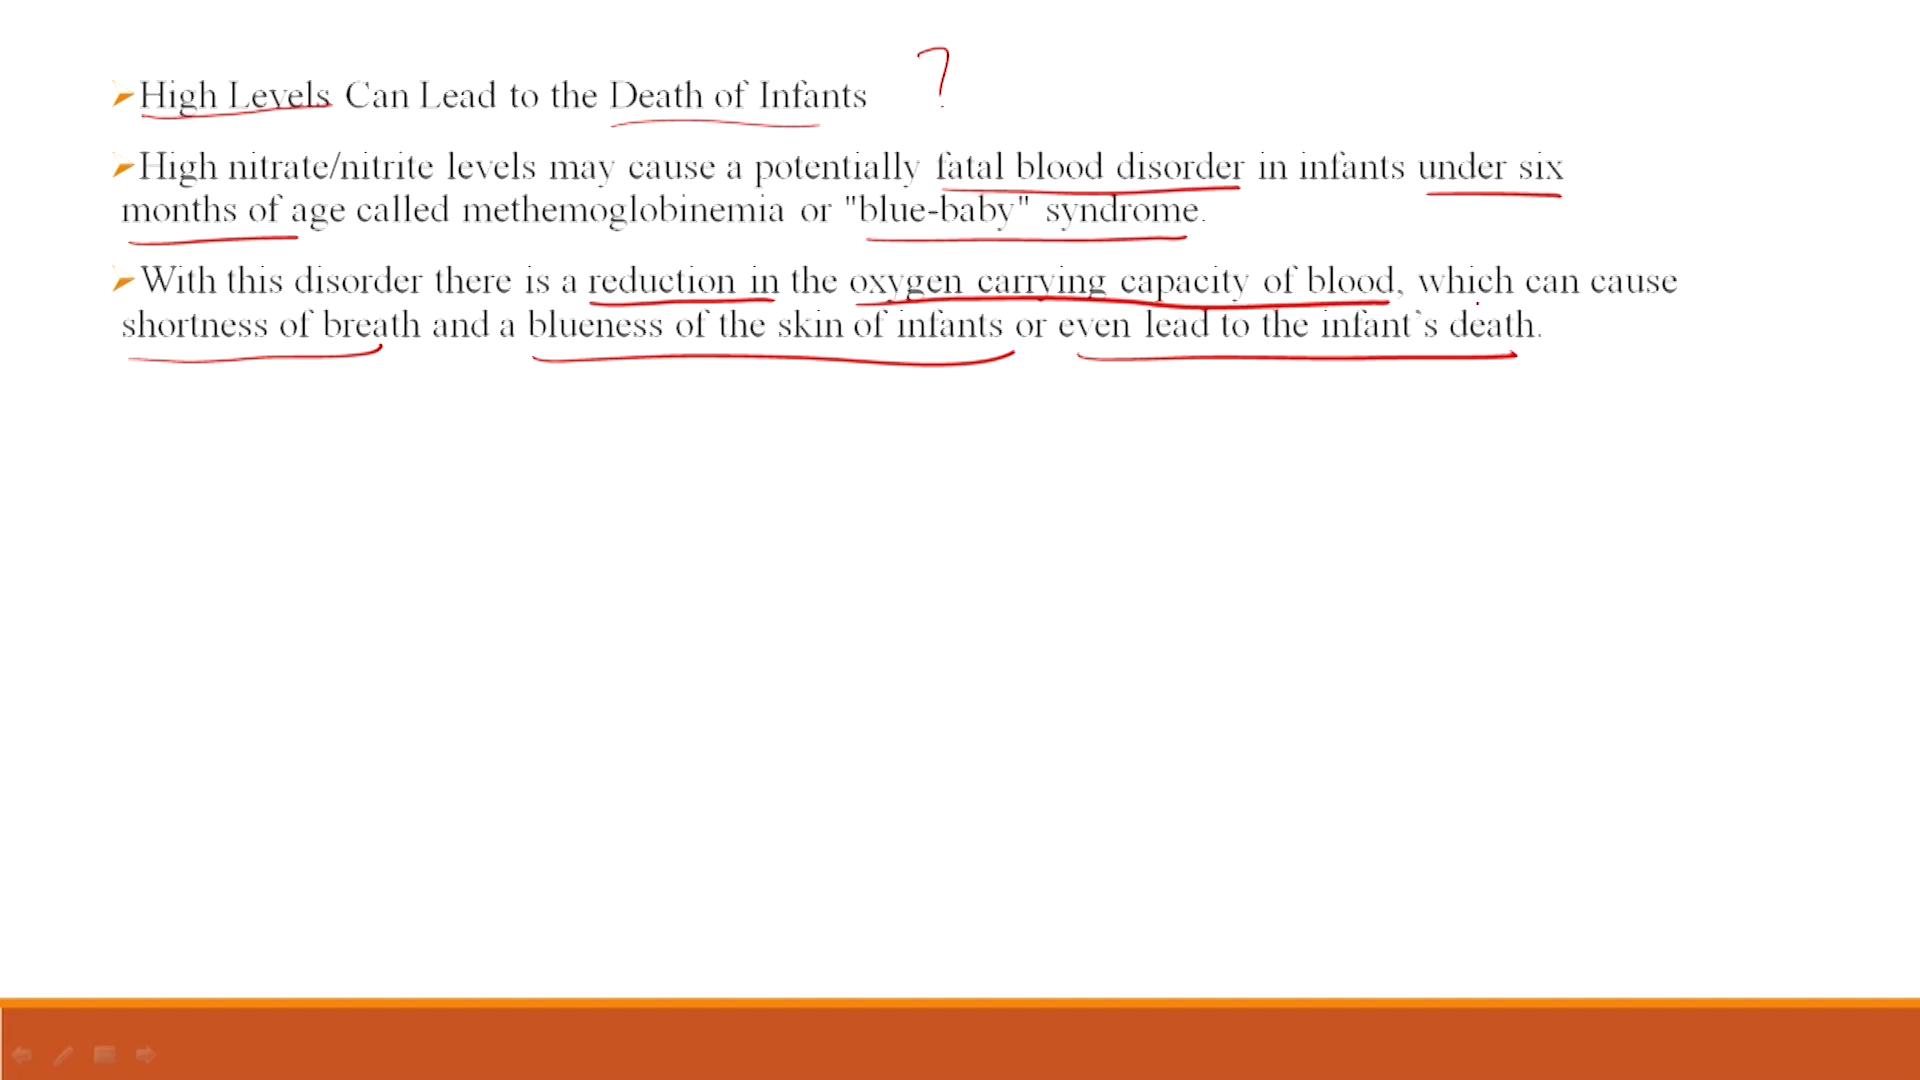 High Levels Can Lead to the Death of Infants ?
High nitrate/nitrite levels may cause a potentially fatal blood disorder in infants under six
months of age called methemoglobinemia or "blue-baby" syndrome.
With this disorder there is a reduction in the oxygen carrying capacity of blood, which can cause
shortness of breath and a blueness of the skin of infants or even lead to the infant`s death.